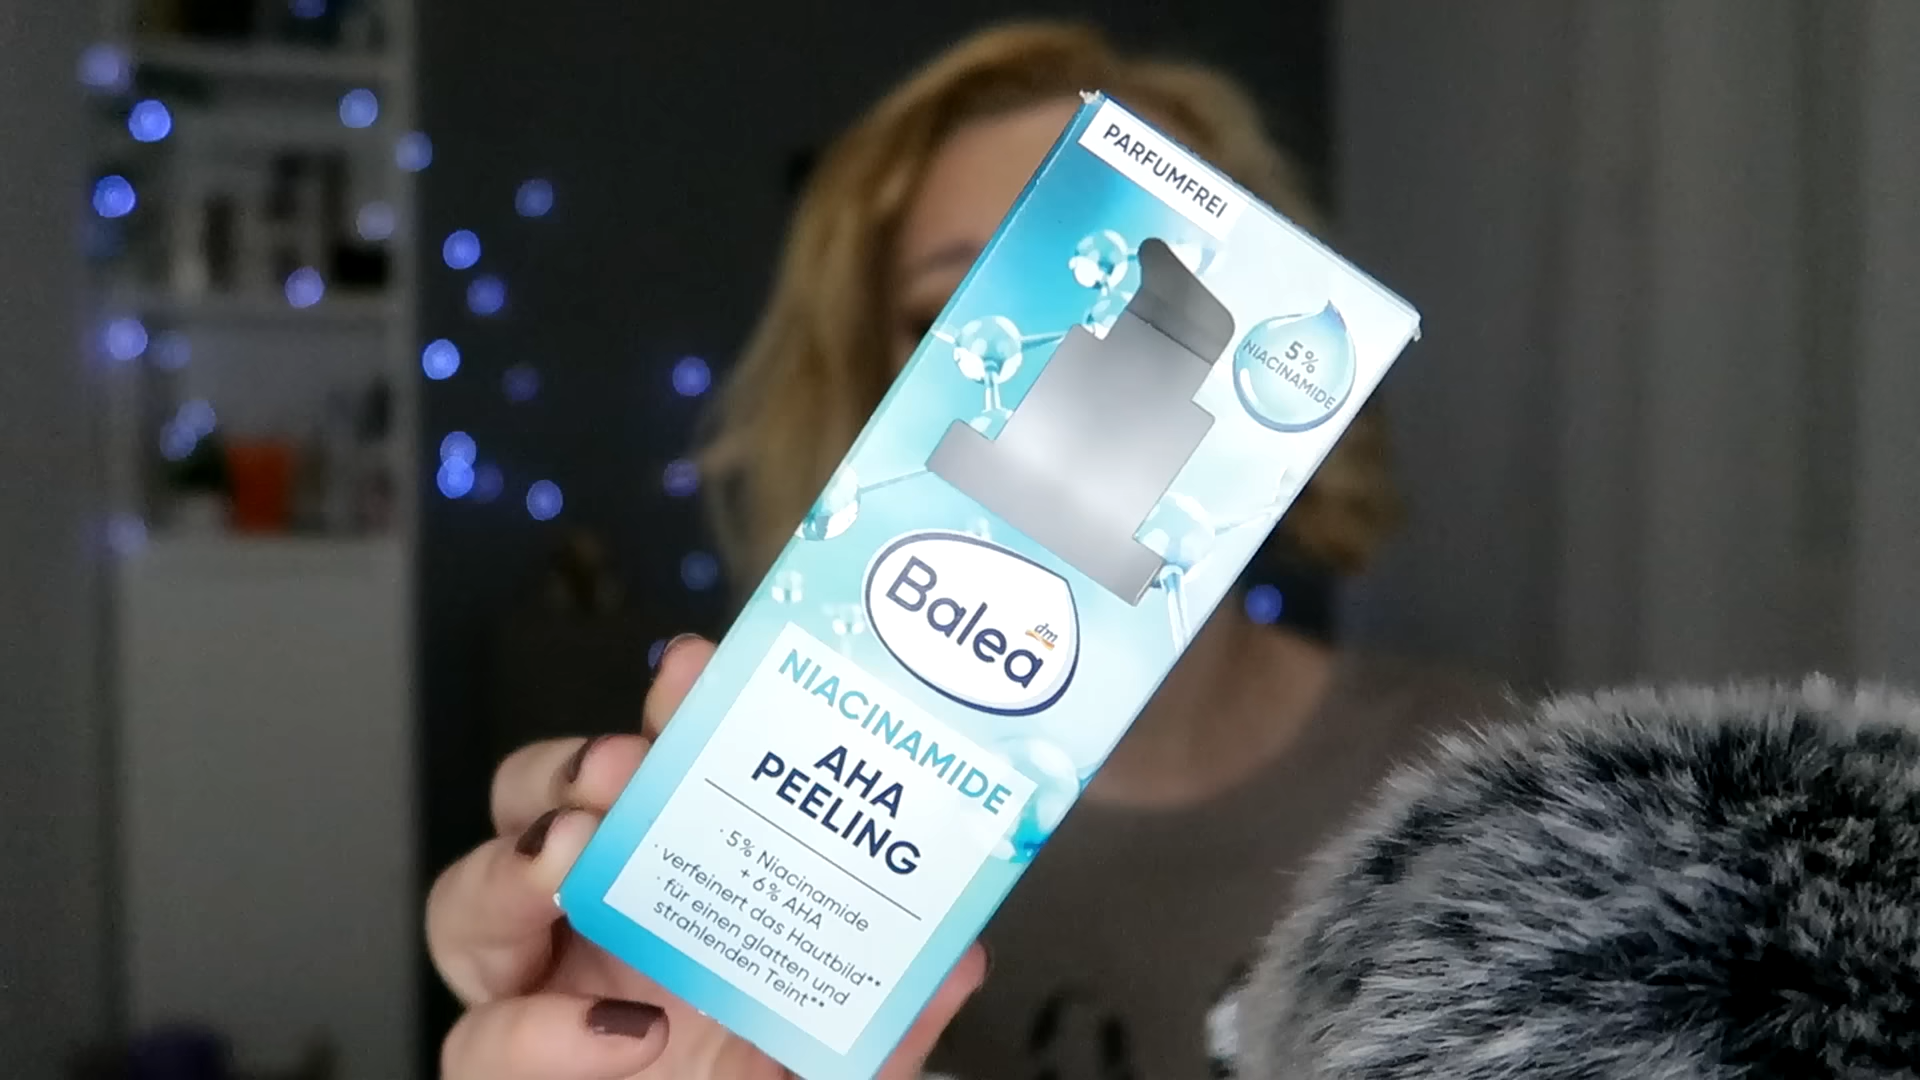 PARFUMFREI
5%
NIACINAMIDE
Balea
dm
NIACINAMIDE
AHA
PEELING
· 5% Niacinamide
+ 6% AHA
· verfeinert das Hautbild**
· für einen glatten und
strahlenden Teint**